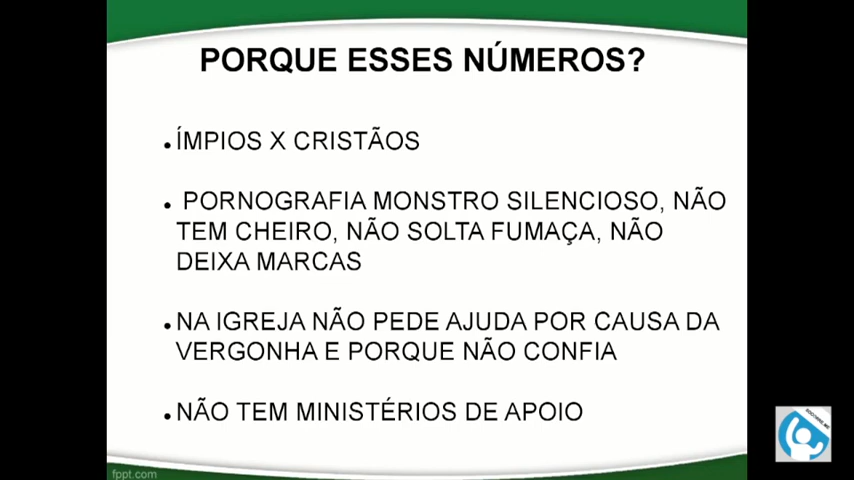 PORQUE ESSES NÚMEROS?
ÍMPIOS X CRISTÃOS
PORNOGRAFIA MONSTRO SILENCIOSO, NÃO
TEM CHEIRO, NÃO SOLTA FUMAÇA, NÃO
DEIXA MARCAS
NA IGREJA NÃO PEDE AJUDA POR CAUSA DA
VERGONHA E PORQUE NÃO CONFIA
NÃO TEM MINISTÉRIOS DE APOIO
fppt.com